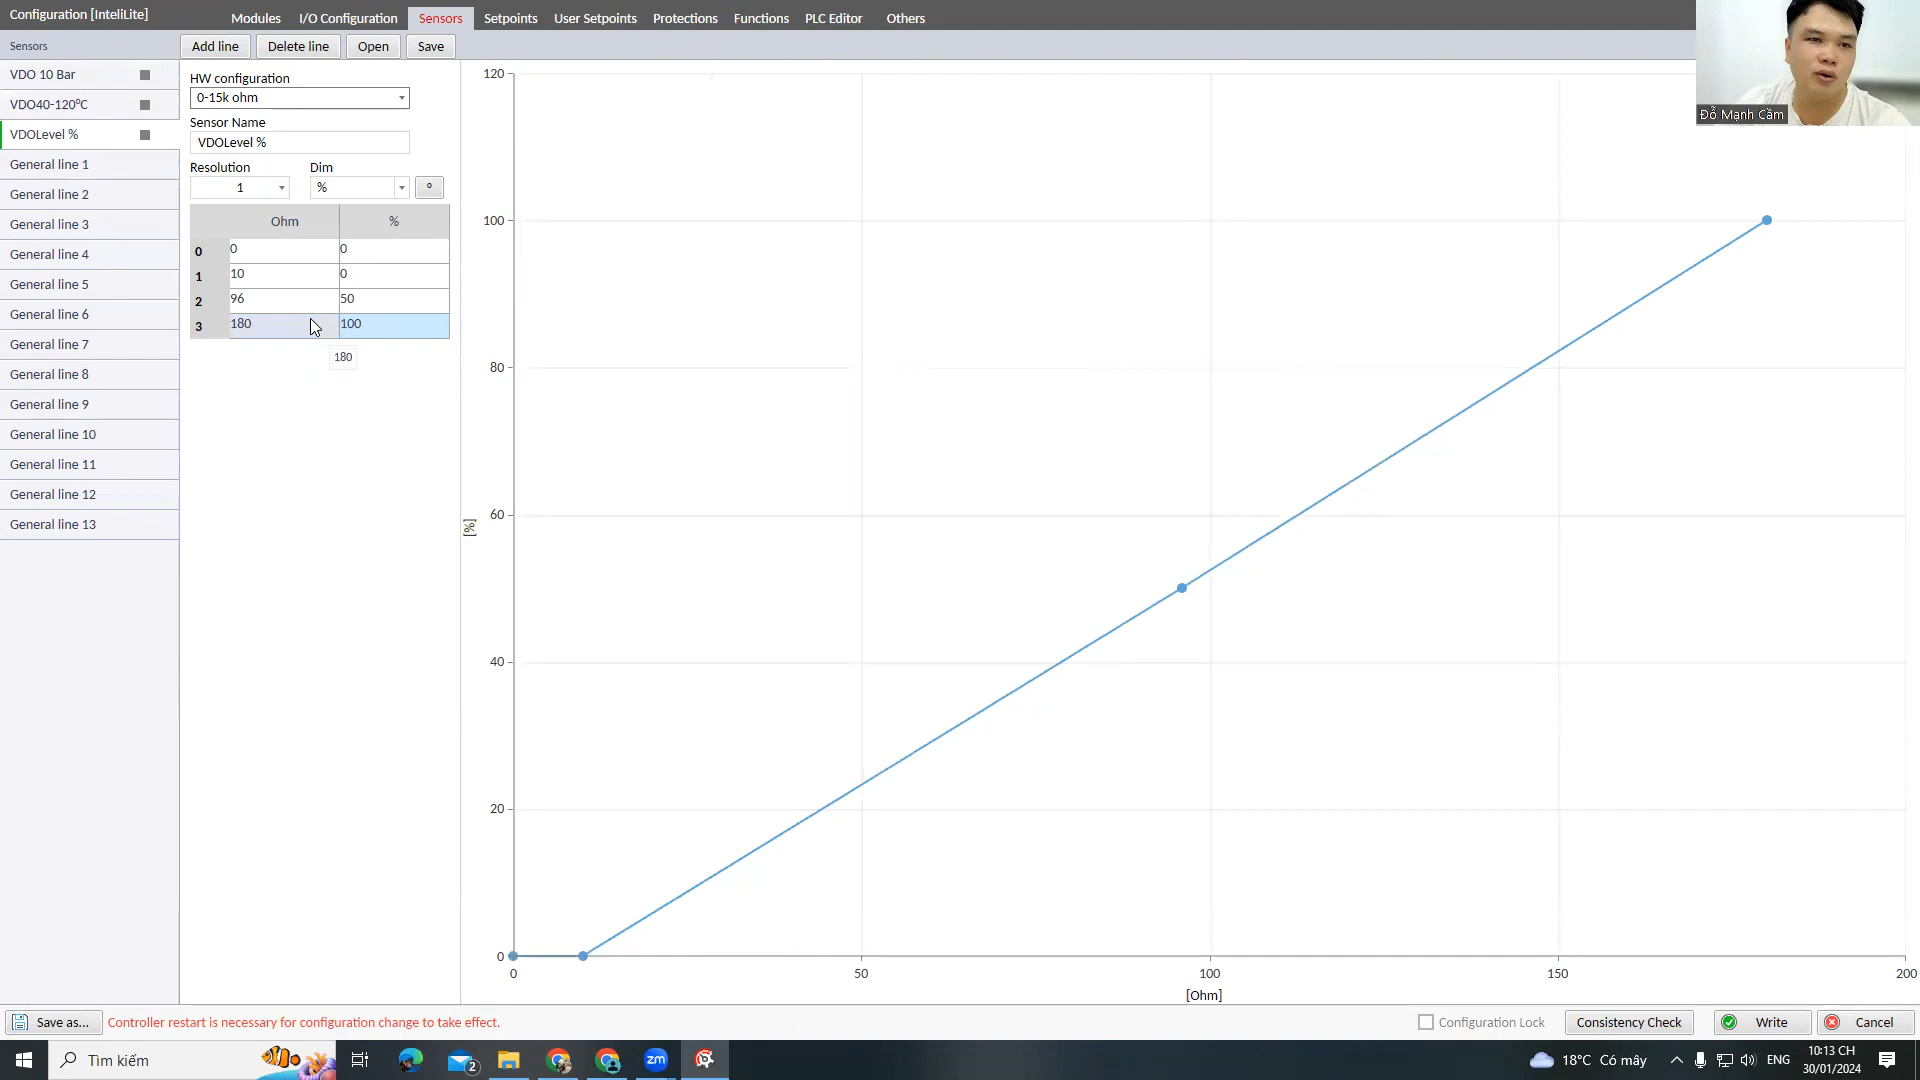 Configuration [InteliLite]
Modules I/O Configuration Sensors Setpoints User Setpoints Protections Functions PLC Editor Others
Sensors
Add line Delete line Open Save
VDO 10 Bar
VDO40-120°C
VDOLevel %
General line 1
General line 2
General line 3
General line 4
General line 5
General line 6
General line 7
General line 8
General line 9
General line 10
General line 11
General line 12
General line 13
HW configuration
0-15k ohm
Sensor Name
VDOLevel %
Resolution Dim
1 % °
Ohm %
0 0 0
1 10 0
2 96 50
3 180 100
180
120
100
80
60
40
20
0
[%]
0 50 100 150 200
[Ohm]
Đỗ Mạnh Cầm
Save as... Controller restart is necessary for configuration change to take effect. Configuration Lock Consistency Check Write Cancel
Tìm kiếm
2
zm
18°C Có mây
ENG
10:13 CH
30/01/2024